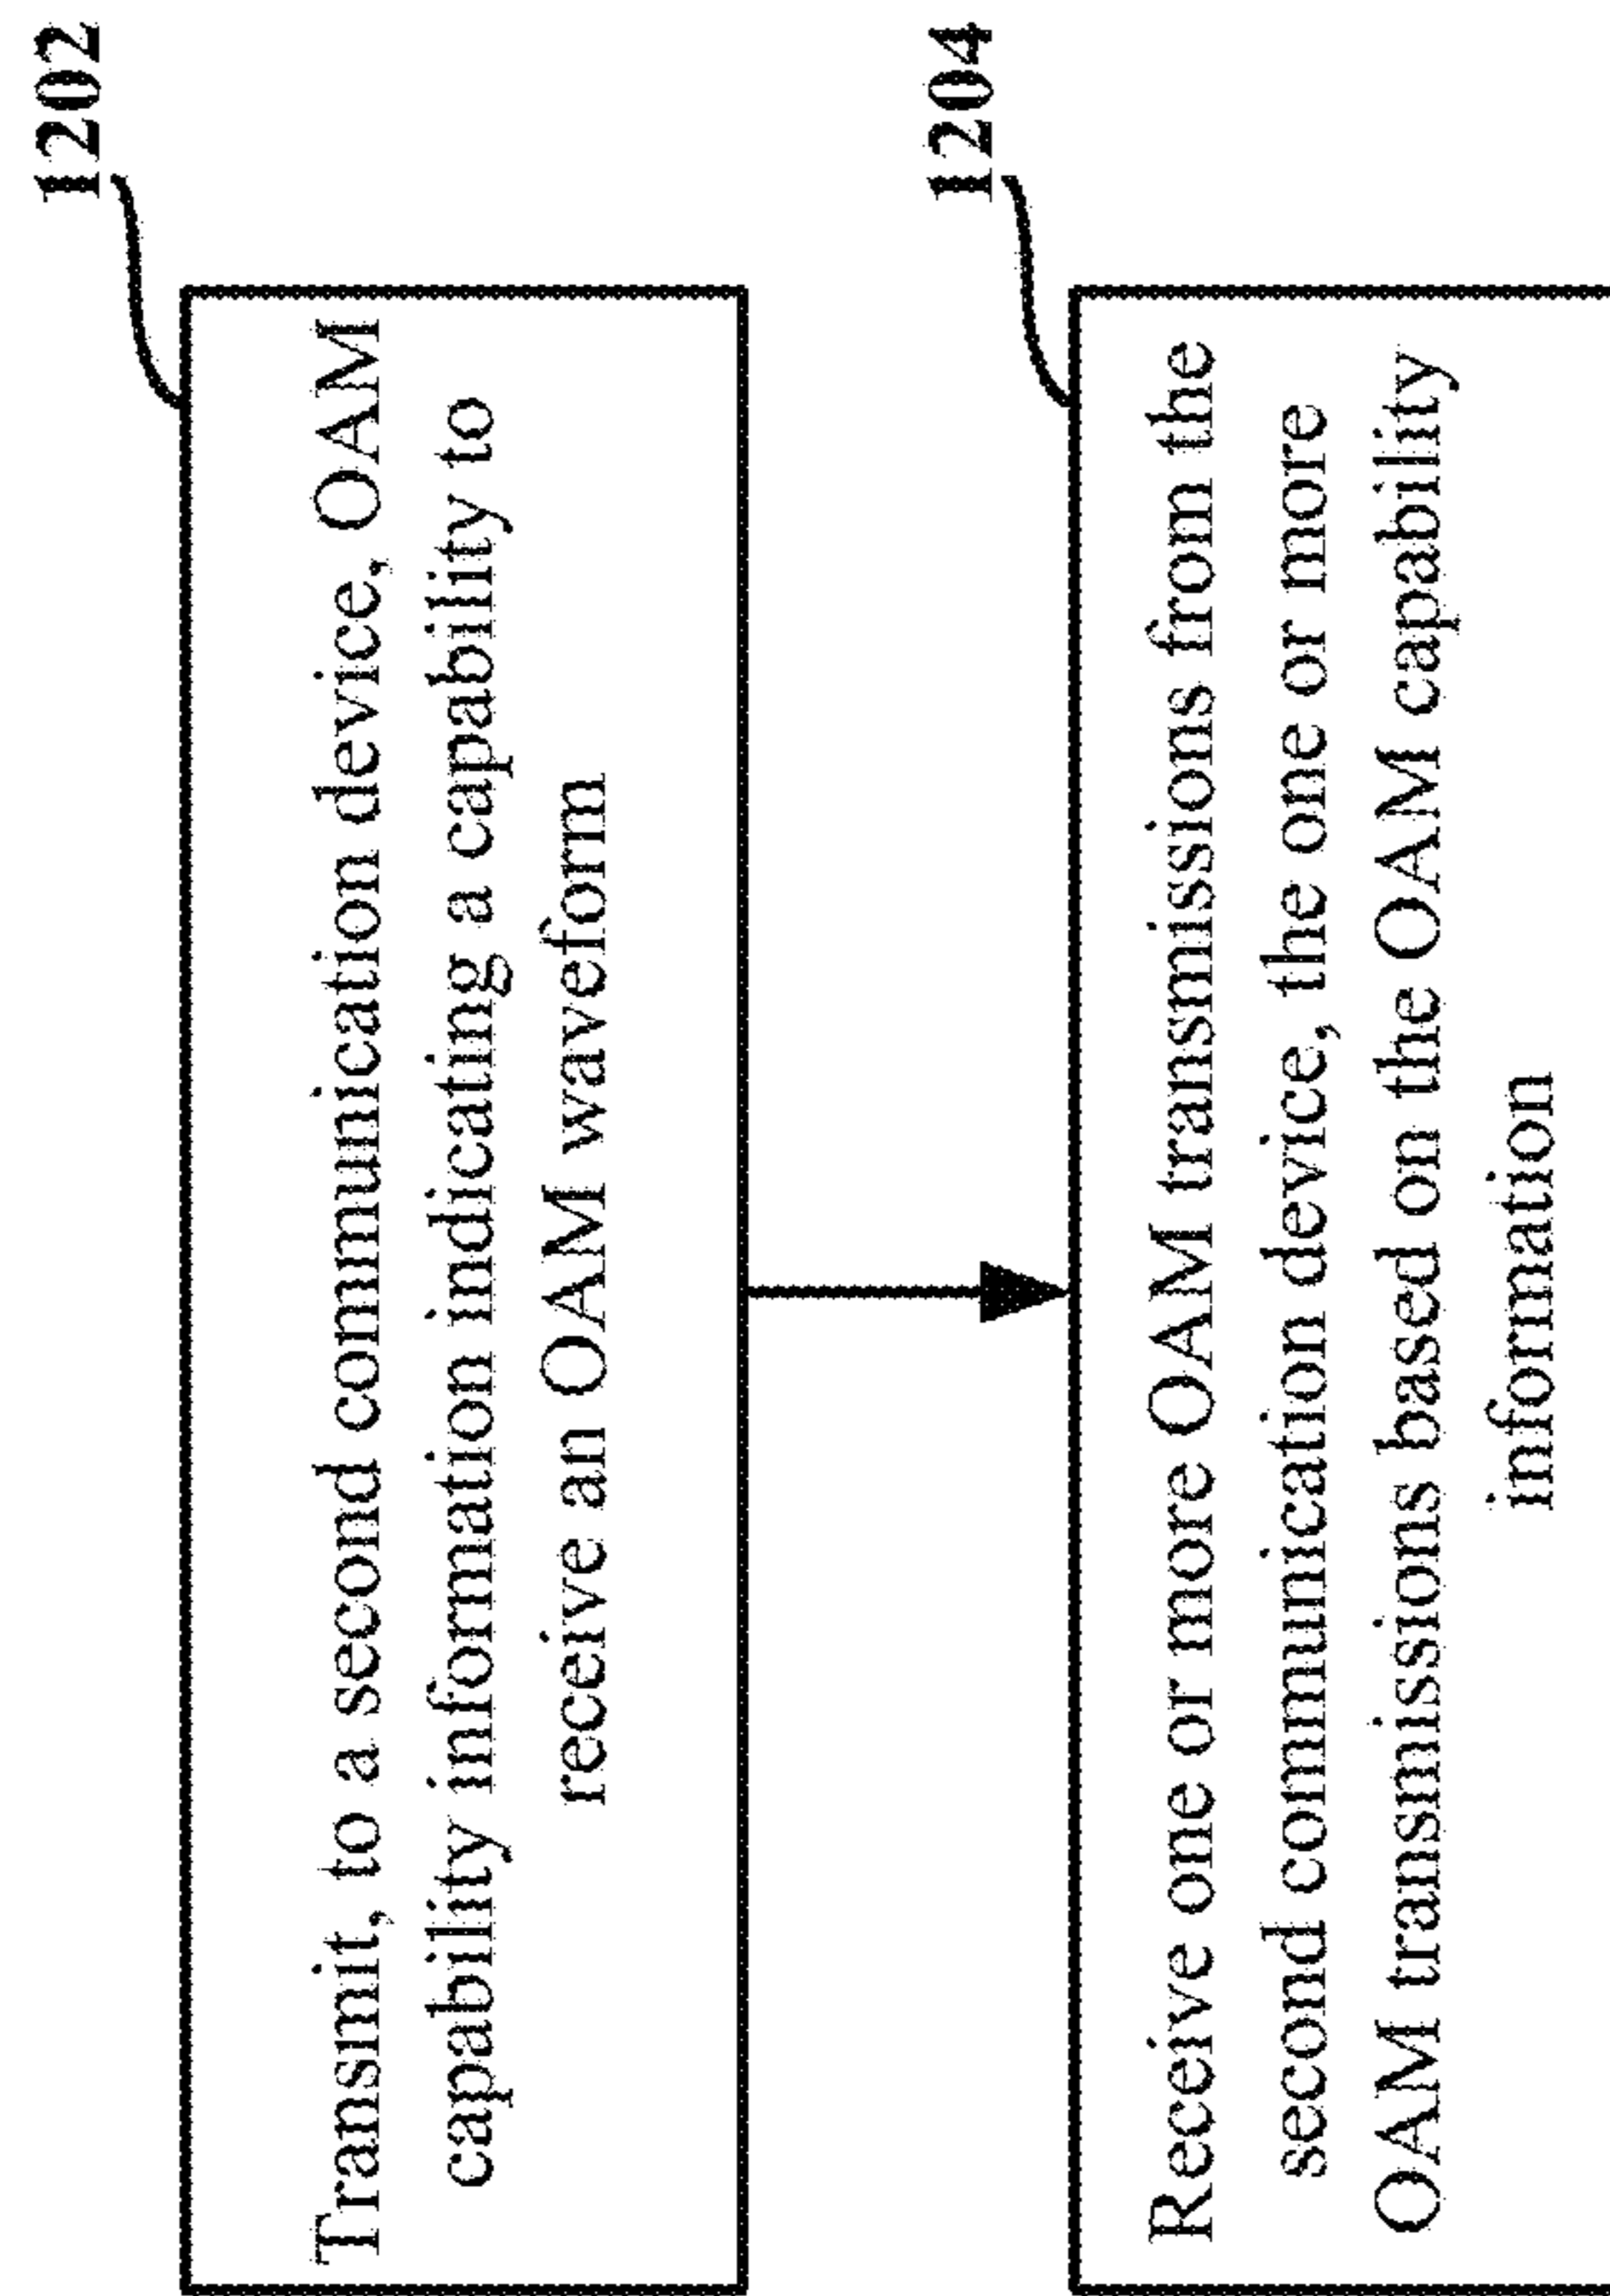 1202
Transmit, to a second communication device, OAM
capability information indicating a capability to
receive an OAM waveform
1204
Receive one or more OAM transmissions from the
second communication device, the one or more
OAM transmissions based on the OAM capability
information